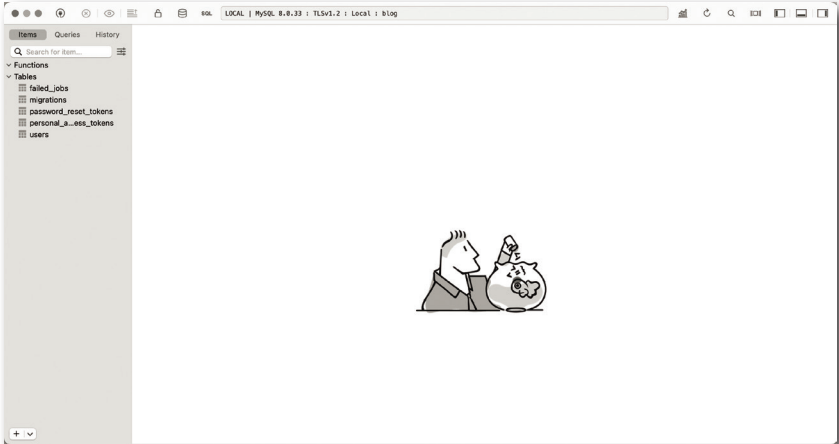 SQL LOCAL | MySQL 8.0.33 : TLSv1.2 : Local : blog
Items Queries History
Search for item...
Functions
Tables
failed_jobs
migrations
password_reset_tokens
personal_a...ess_tokens
users